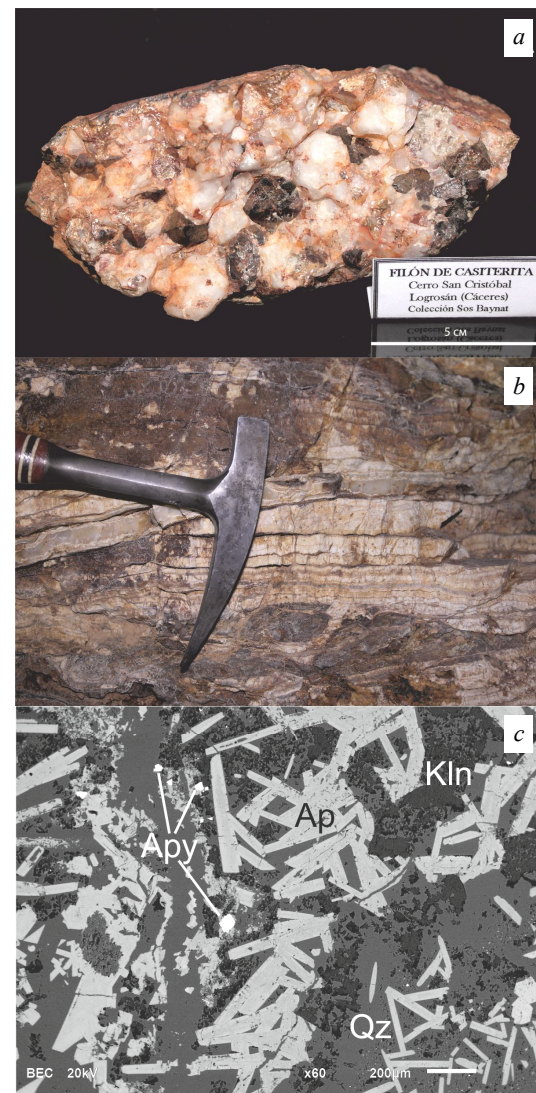 a
FILÓN DE CASITERITA
Cerro San Cristóbal
Logrosán (Cáceres)
Colección Sos Baynat
5 см
b
c
Kln
Ap
Apy
Qz
BEC 20kV x60 200µm